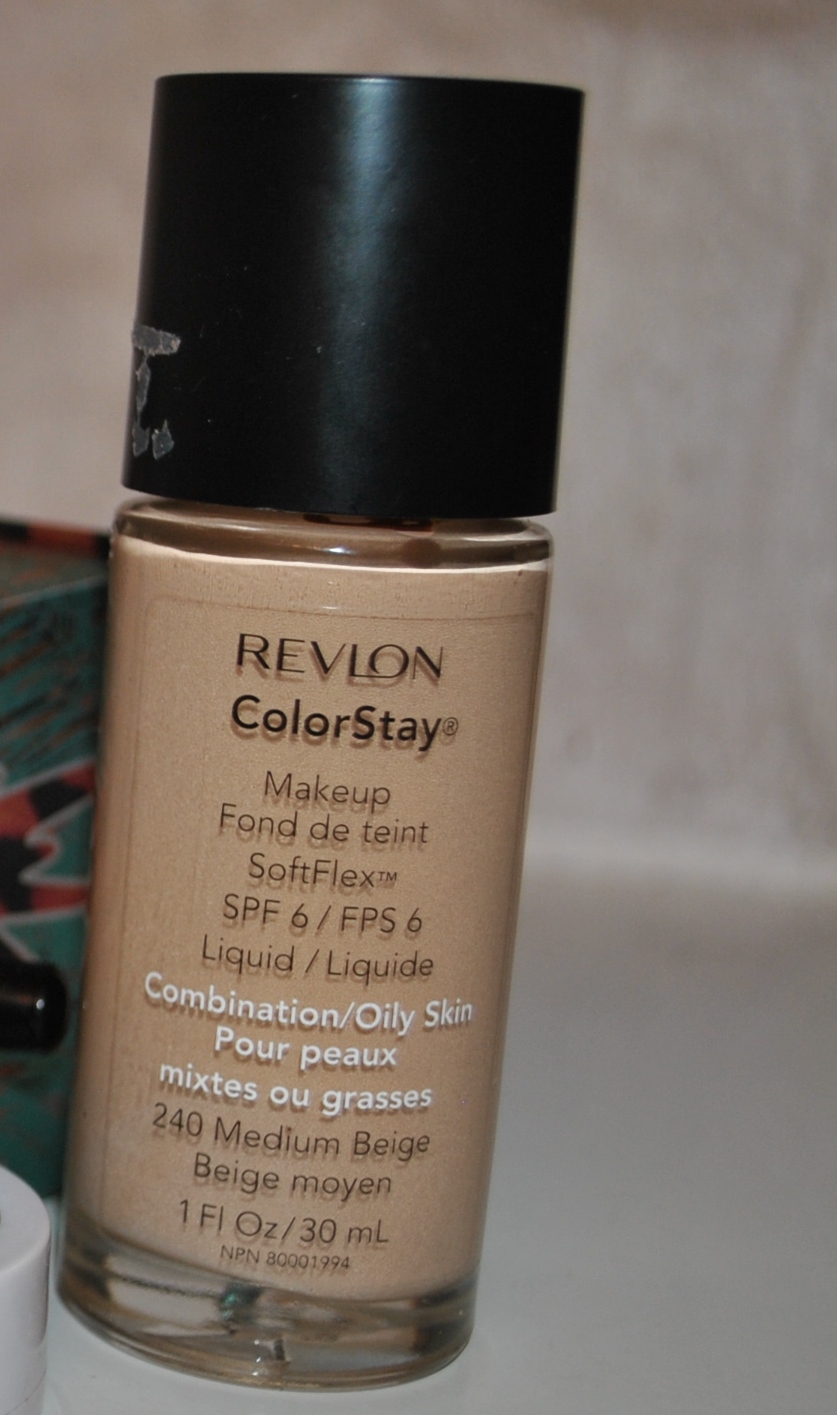 REVLON
ColorStay®
Makeup
Fond de teint
SoftFlex™
SPF 6 / FPS 6
Liquid / Liquide
Combination/Oily Skin
Pour peaux
mixtes ou grasses
240 Medium Beige
Beige moyen
1 Fl Oz/30 mL
NPN 80001994